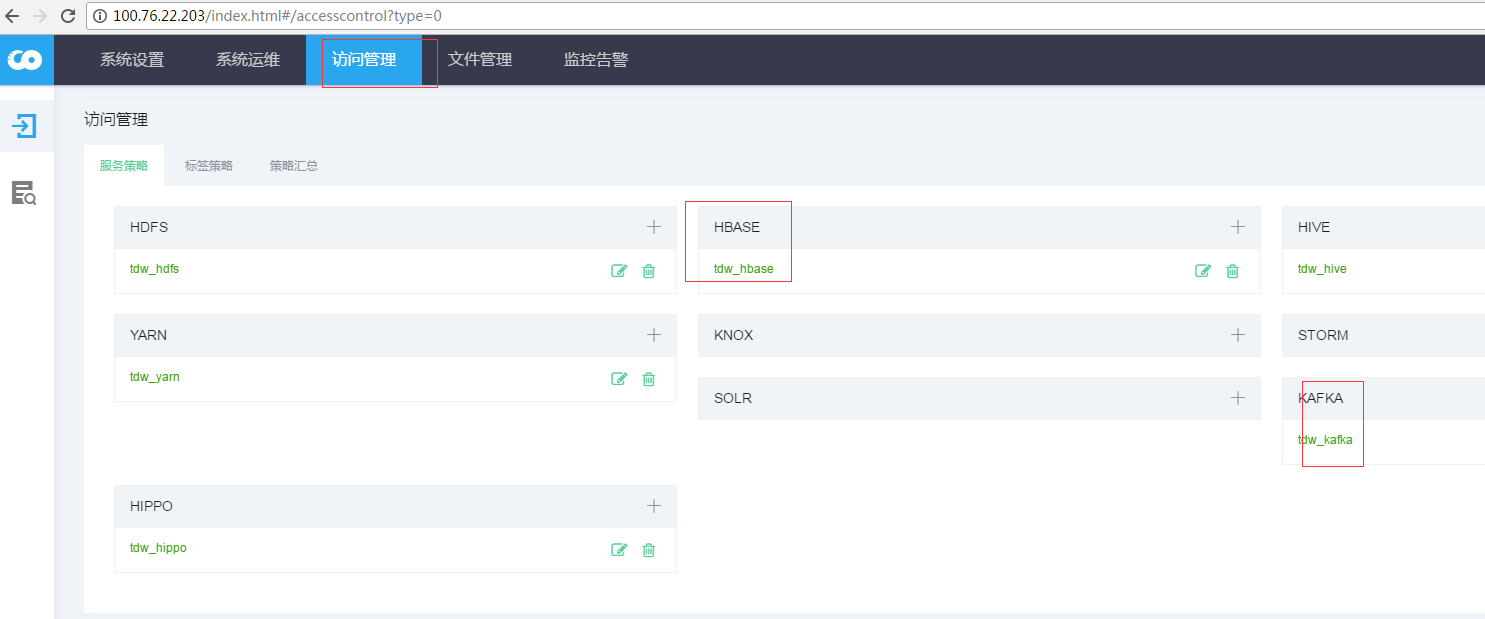 100.76.22.203/index.html#/accesscontrol?type=0
系统设置 系统运维 访问管理 文件管理 监控告警
访问管理
服务策略 标签策略 策略汇总
HDFS HBASE HIVE
tdw_hdfs tdw_hbase tdw_hive
YARN KNOX STORM
tdw_yarn
SOLR KAFKA
tdw_kafka
HIPPO
tdw_hippo